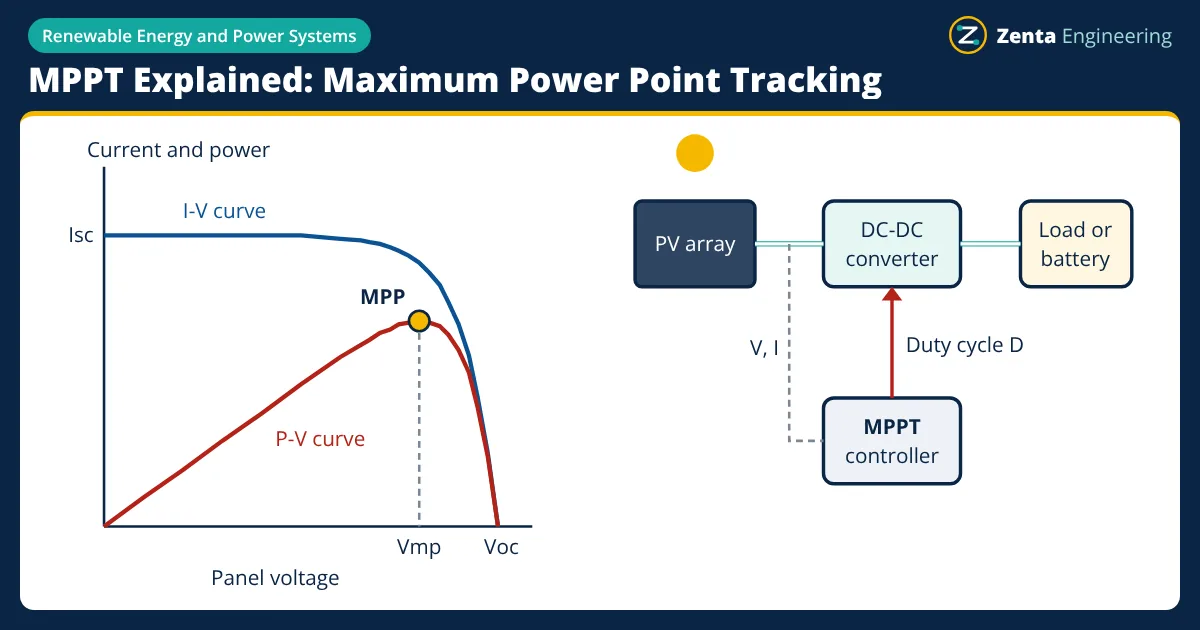 Renewable Energy and Power Systems
Zenta Engineering
MPPT Explained: Maximum Power Point Tracking
Current and power
I-V curve
Isc
MPP
P-V curve
Vmp
Voc
Panel voltage
PV array
DC-DC
converter
Load or
battery
V, I
Duty cycle D
MPPT
controller